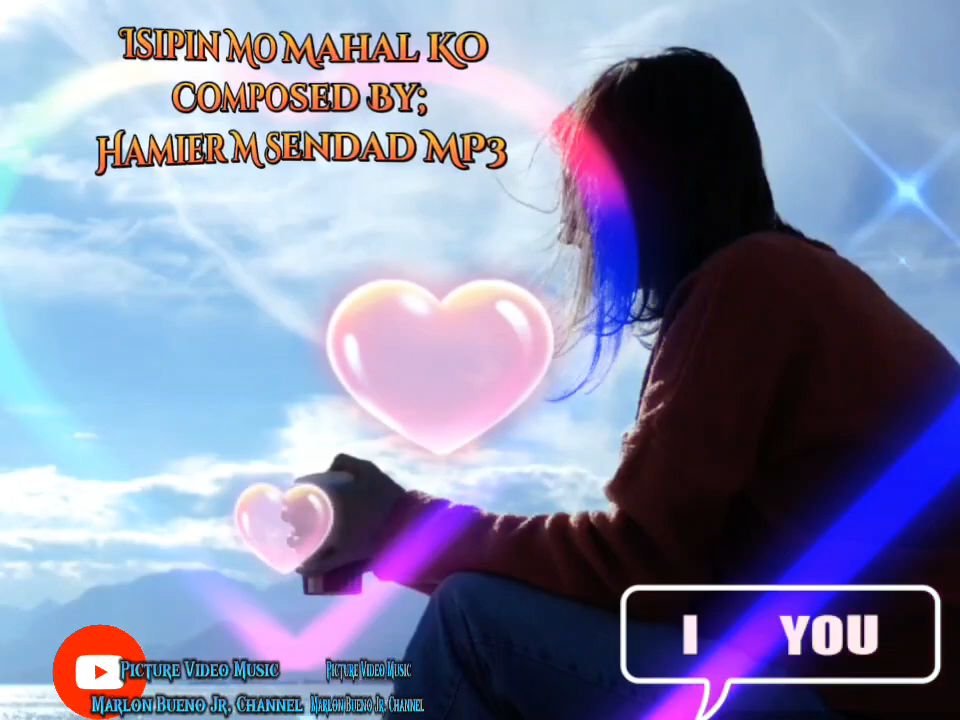 Isipin Mo Mahal Ko
Composed By;
Hamier M Sendad MP3
I YOU
Picture Video Music Picture Video Music
Marlon Bueno Jr. Channel Marlon Bueno Jr. Channel